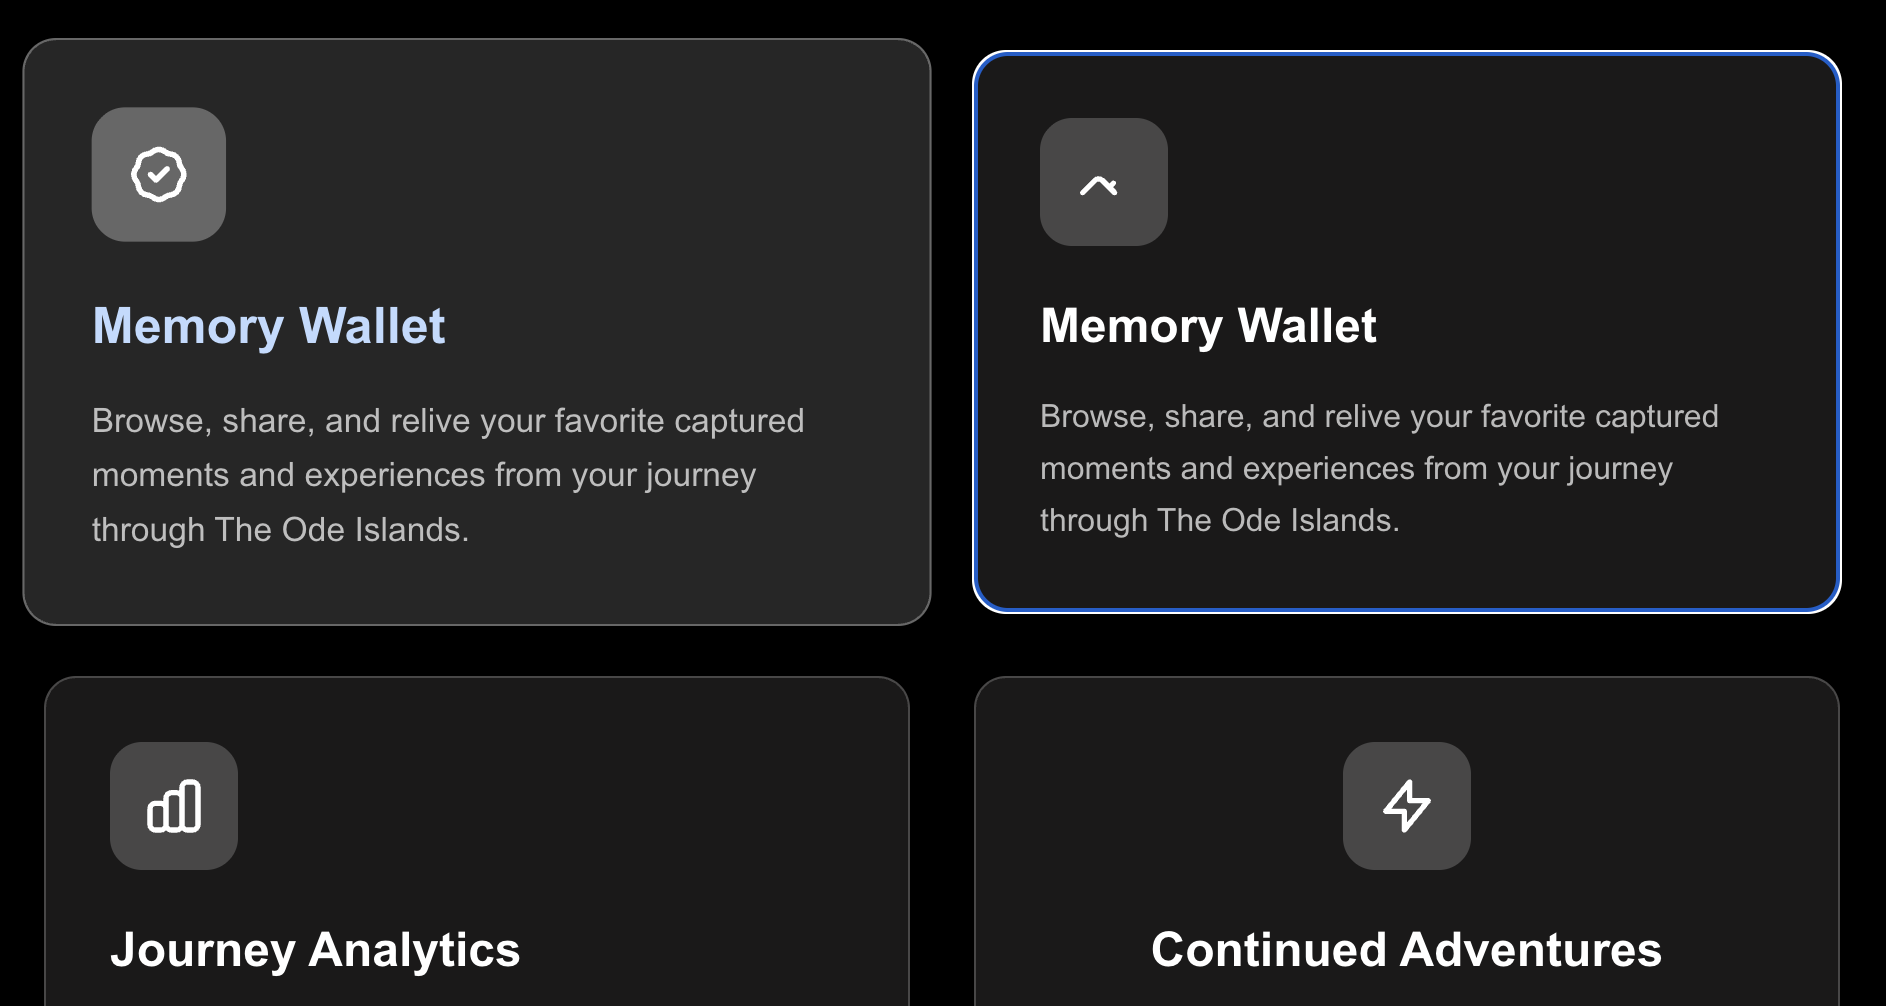 Memory Wallet
Browse, share, and relive your favorite captured
moments and experiences from your journey
through The Ode Islands.
Memory Wallet
Browse, share, and relive your favorite captured
moments and experiences from your journey
through The Ode Islands.
Journey Analytics
Continued Adventures